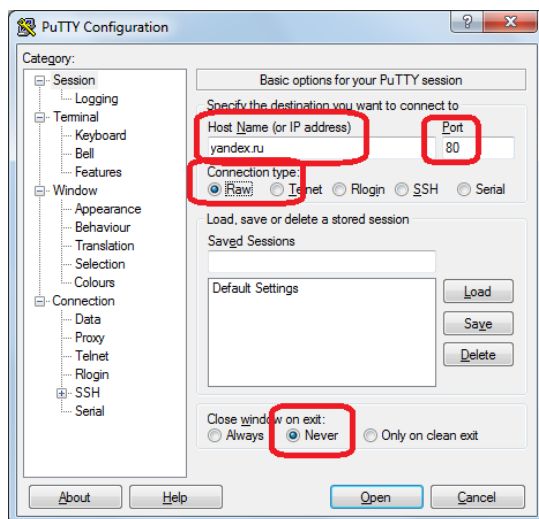 PuTTY Configuration
Category:
Session
Logging
Terminal
Keyboard
Bell
Features
Window
Appearance
Behaviour
Translation
Selection
Colours
Connection
Data
Proxy
Telnet
Rlogin
SSH
Serial
Basic options for your PuTTY session
Specify the destination you want to connect to
Host Name (or IP address) Port
yandex.ru 80
Connection type:
Raw Telnet Rlogin SSH Serial
Load, save or delete a stored session
Saved Sessions
Default Settings
Load
Save
Delete
Close window on exit:
Always Never Only on clean exit
About Help Open Cancel